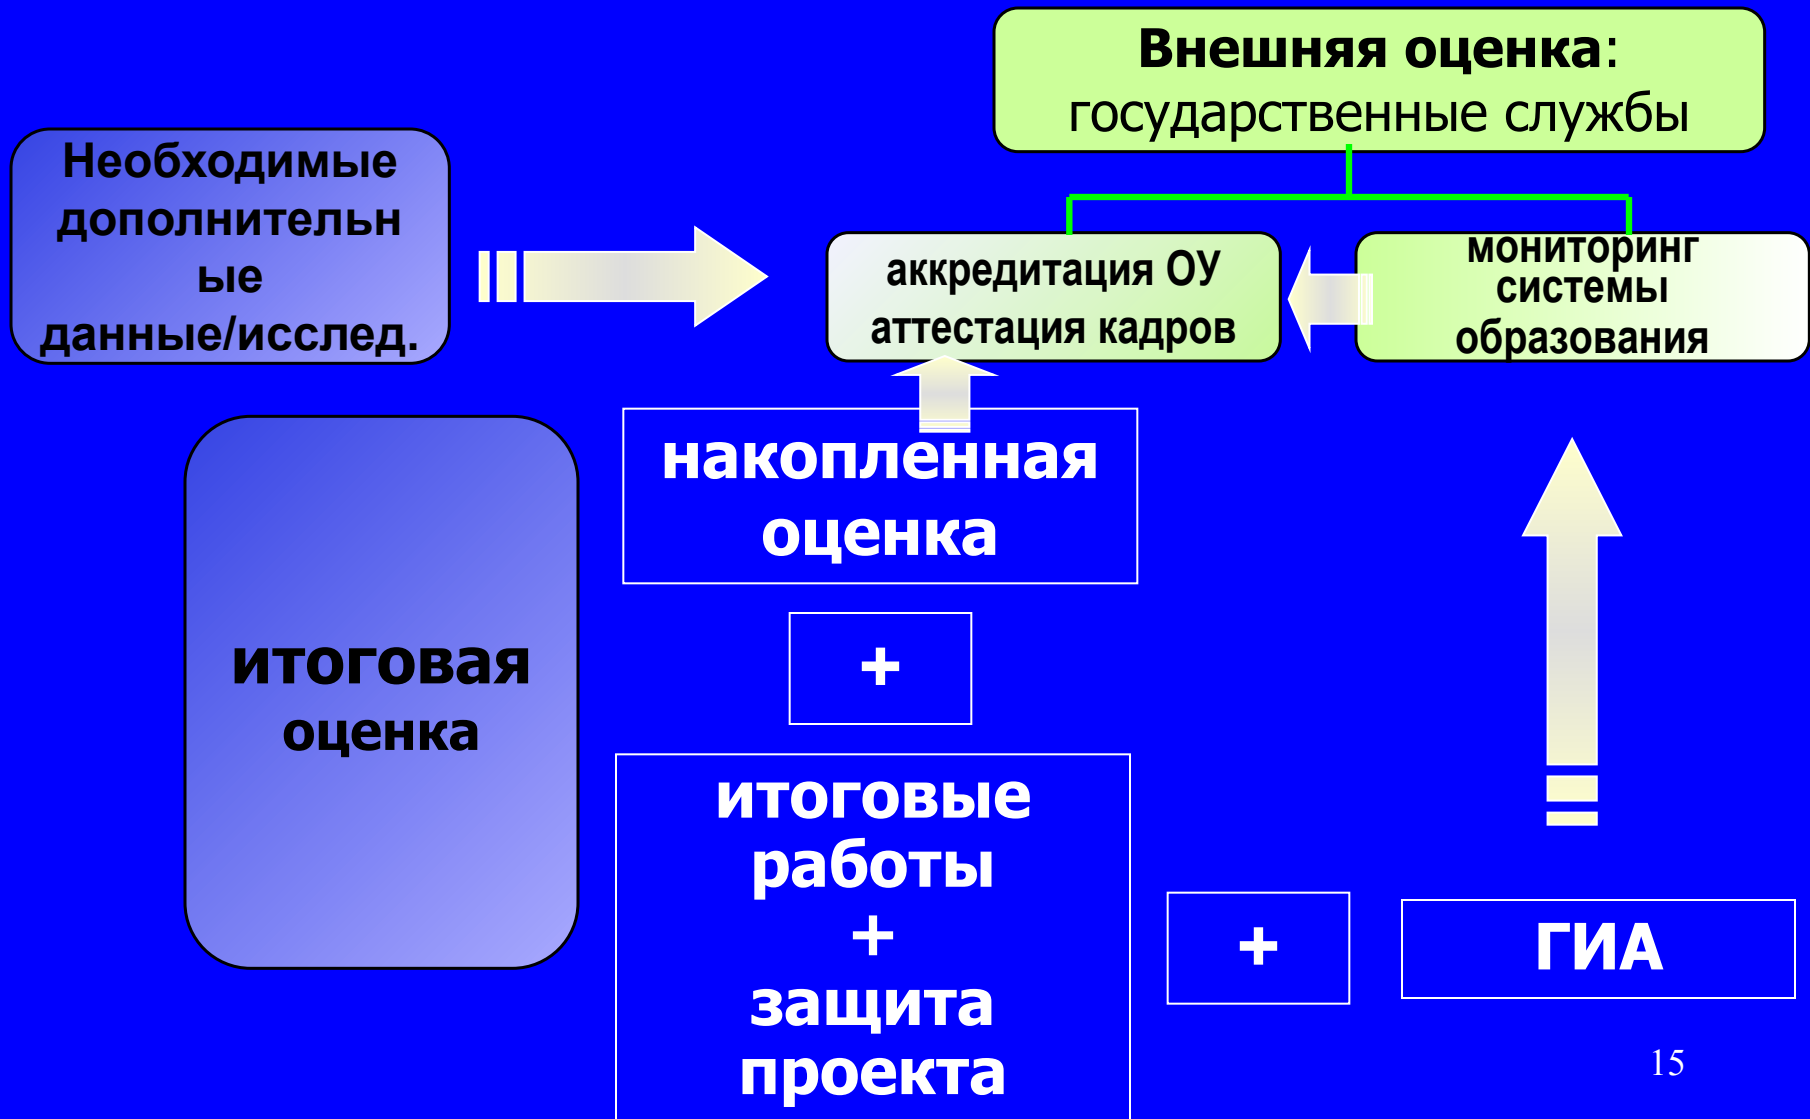 Внешняя оценка:
государственные службы
Необходимые
дополнительн
ые
данные/исслед.
аккредитация ОУ
аттестация кадров
мониторинг
системы
образования
накопленная
оценка
+
итоговая
оценка
итоговые
работы
+
защита
проекта
+
ГИА
15